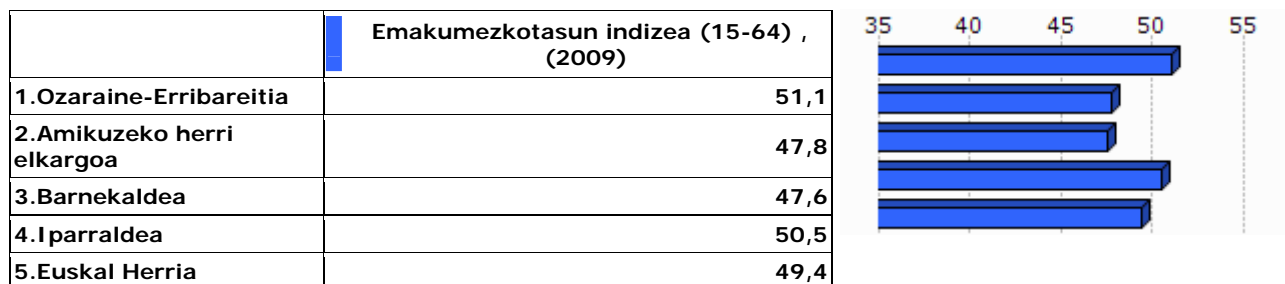 Emakumezkotasun indizea (15-64) ,
(2009)
1.Ozaraine-Erribareitia 51,1
2.Amikuzeko herri
elkargoa 47,8
3.Barnekaldea 47,6
4.Iparraldea 50,5
5.Euskal Herria 49,4
35 40 45 50 55